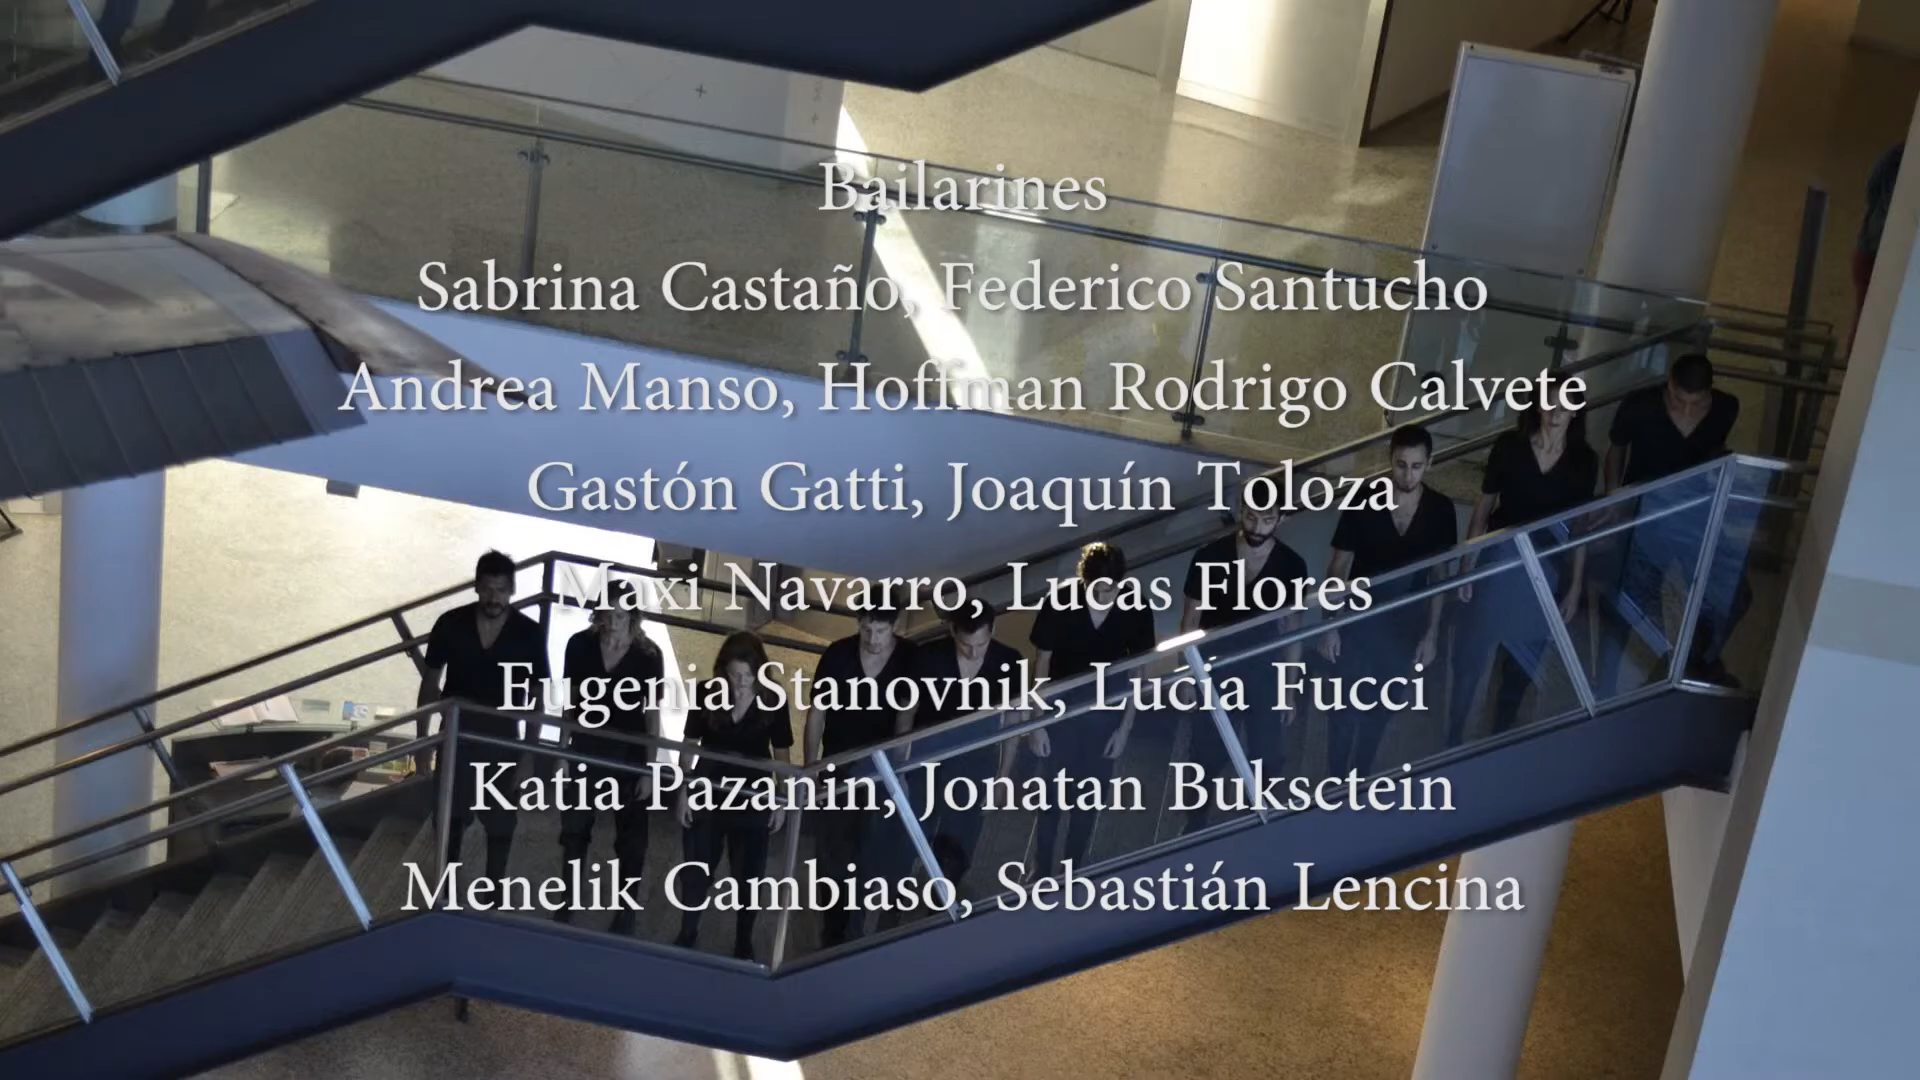 Bailarines
Sabrina Castaño, Federico Santucho
Andrea Manso, Hoffman Rodrigo Calvete
Gastón Gatti, Joaquín Toloza
Maxi Navarro, Lucas Flores
Eugenia Stanovnik, Lucia Fucci
Katia Pazanin, Jonatan Buksctein
Menelik Cambiaso, Sebastián Lencina